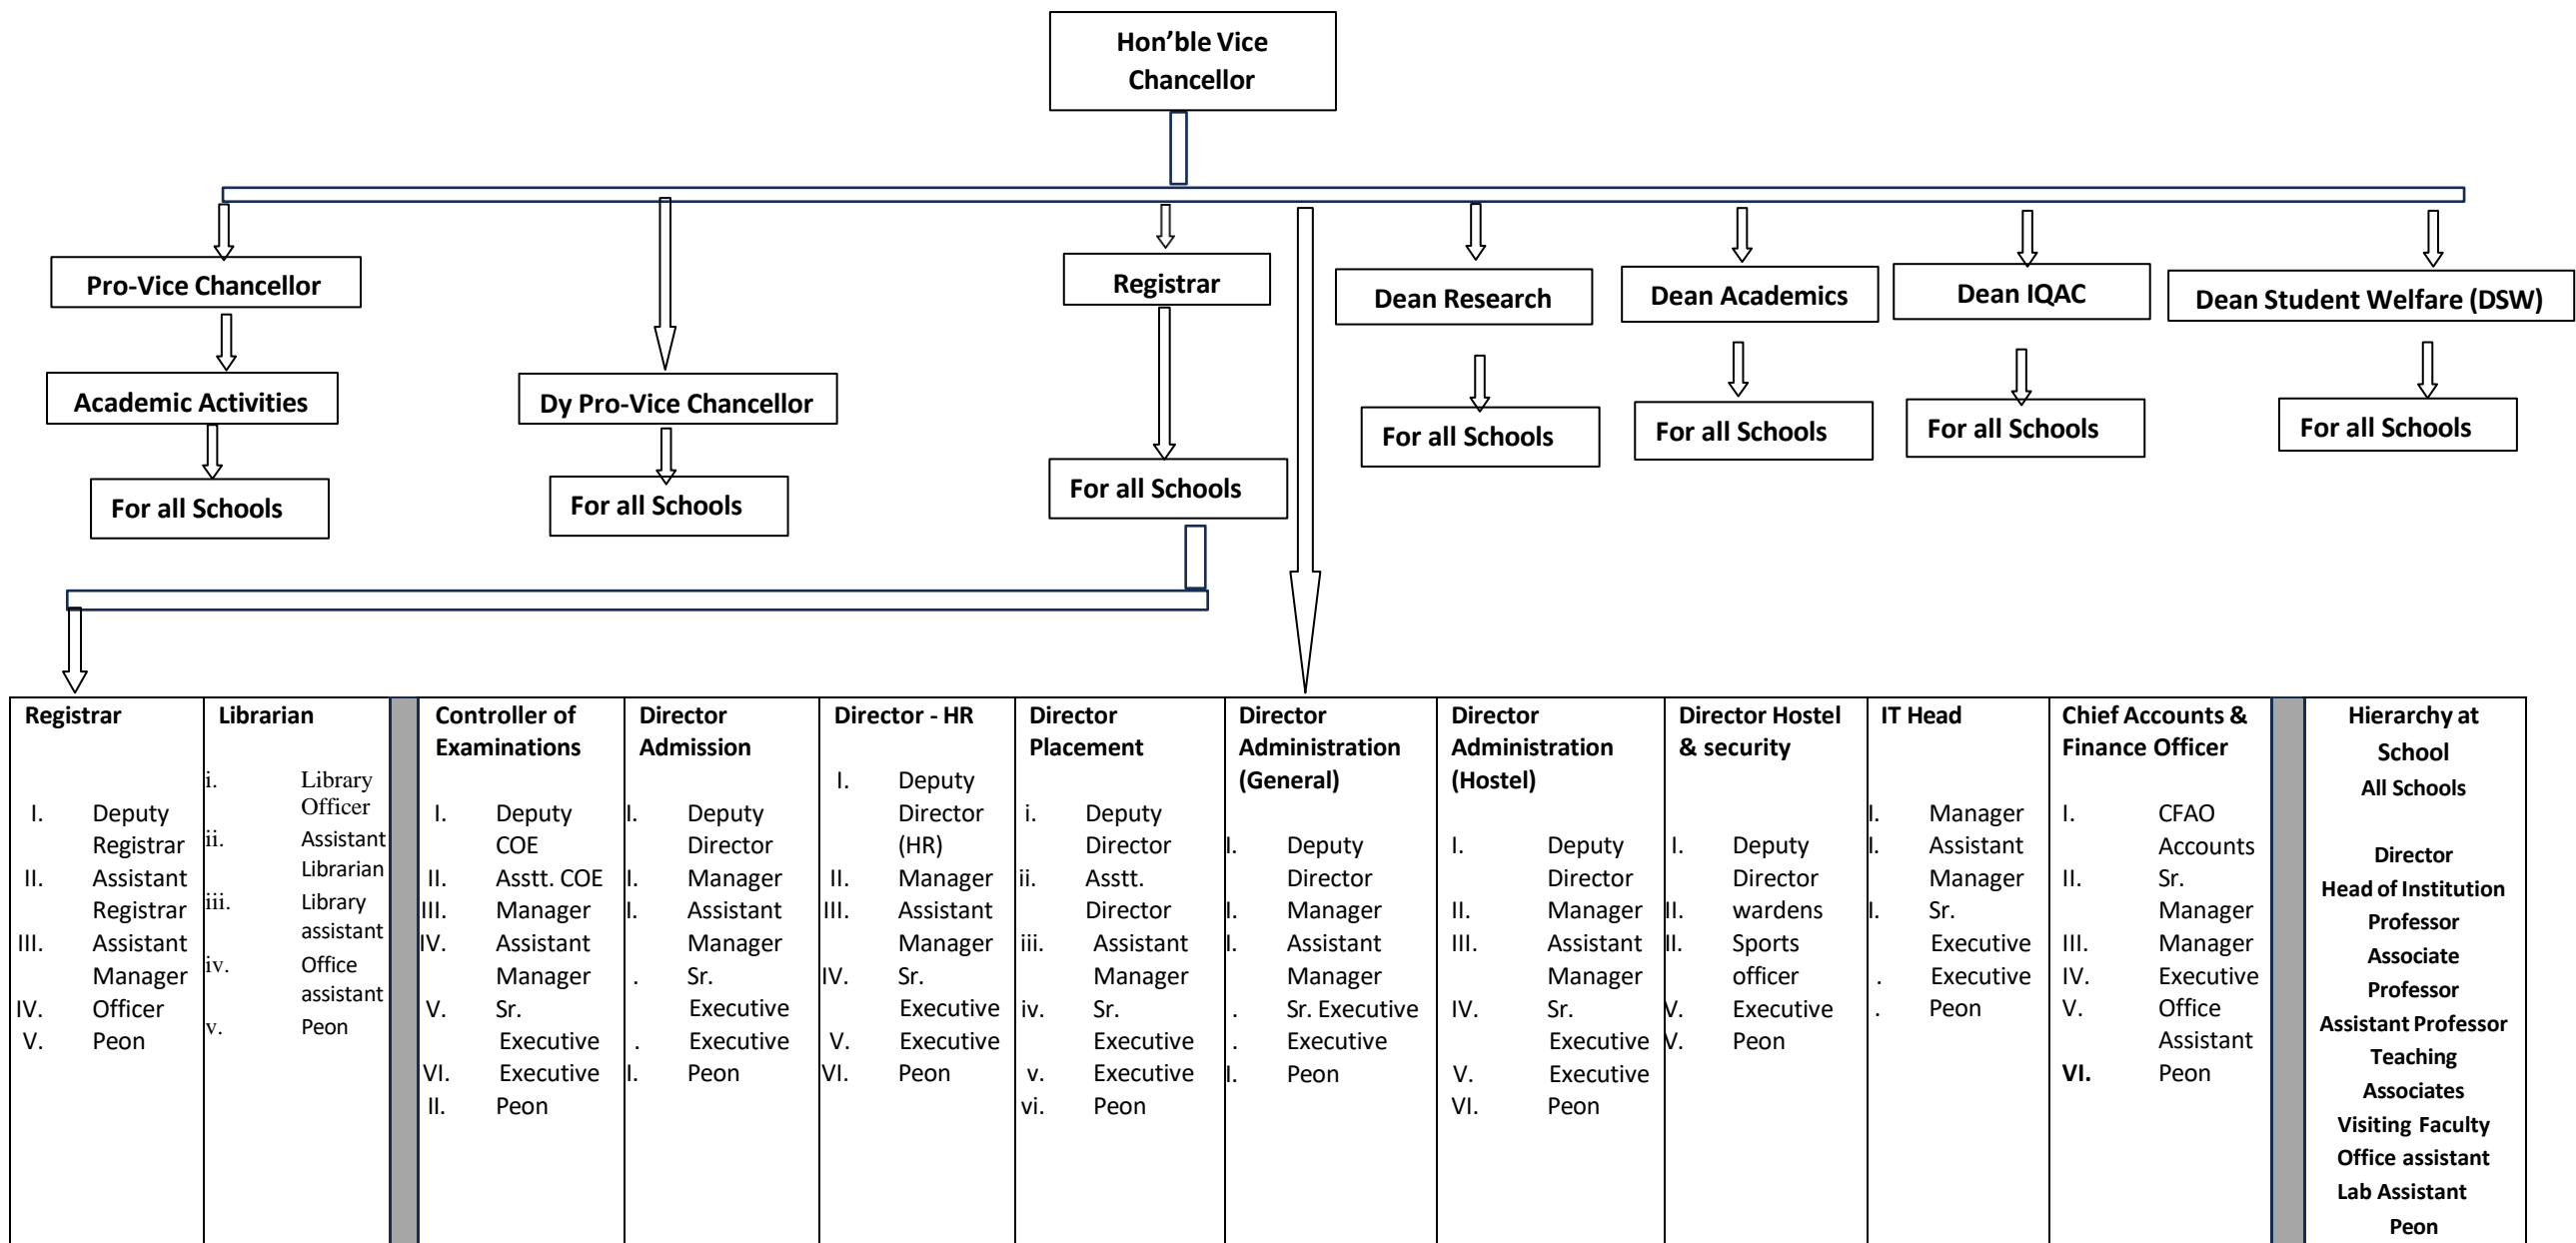 Hon’ble Vice
Chancellor
Pro-Vice Chancellor
Registrar
Dean Research
Dean Academics
Dean IQAC
Dean Student Welfare (DSW)
Academic Activities
Dy Pro-Vice Chancellor
For all Schools
For all Schools
For all Schools
For all Schools
For all Schools
For all Schools
For all Schools
Registrar
I. Deputy
Registrar
II. Assistant
Registrar
III. Assistant
Manager
IV. Officer
V. Peon
Librarian
i. Library
Officer
ii. Assistant
Librarian
iii. Library
assistant
iv. Office
assistant
v. Peon
Controller of
Examinations
I. Deputy
COE
II. Asstt. COE
III. Manager
IV. Assistant
Manager
V. Sr.
Executive
VI. Executive
II. Peon
Director
Admission
I. Deputy
Director
I. Manager
I. Assistant
Manager
. Sr.
Executive
. Executive
I. Peon
Director - HR
I. Deputy
Director
(HR)
II. Manager
III. Assistant
Manager
IV. Sr.
Executive
V. Executive
VI. Peon
Director
Placement
i. Deputy
Director
ii. Asstt.
Director
iii. Assistant
Manager
iv. Sr.
Executive
v. Executive
vi. Peon
Director
Administration
(General)
I. Deputy
Director
I. Manager
I. Assistant
Manager
. Sr. Executive
. Executive
I. Peon
Director
Administration
(Hostel)
I. Deputy
Director
II. Manager
III. Assistant
Manager
IV. Sr.
Executive
V. Executive
VI. Peon
Director Hostel
& security
I. Deputy
Director
II. wardens
II. Sports
officer
V. Executive
V. Peon
IT Head
I. Manager
I. Assistant
Manager
I. Sr.
Executive
. Executive
. Peon
Chief Accounts &
Finance Officer
I. CFAO
Accounts
II. Sr.
Manager
III. Manager
IV. Executive
V. Office
Assistant
VI. Peon
Hierarchy at
School
All Schools
Director
Head of Institution
Professor
Associate
Professor
Assistant Professor
Teaching
Associates
Visiting Faculty
Office assistant
Lab Assistant
Peon